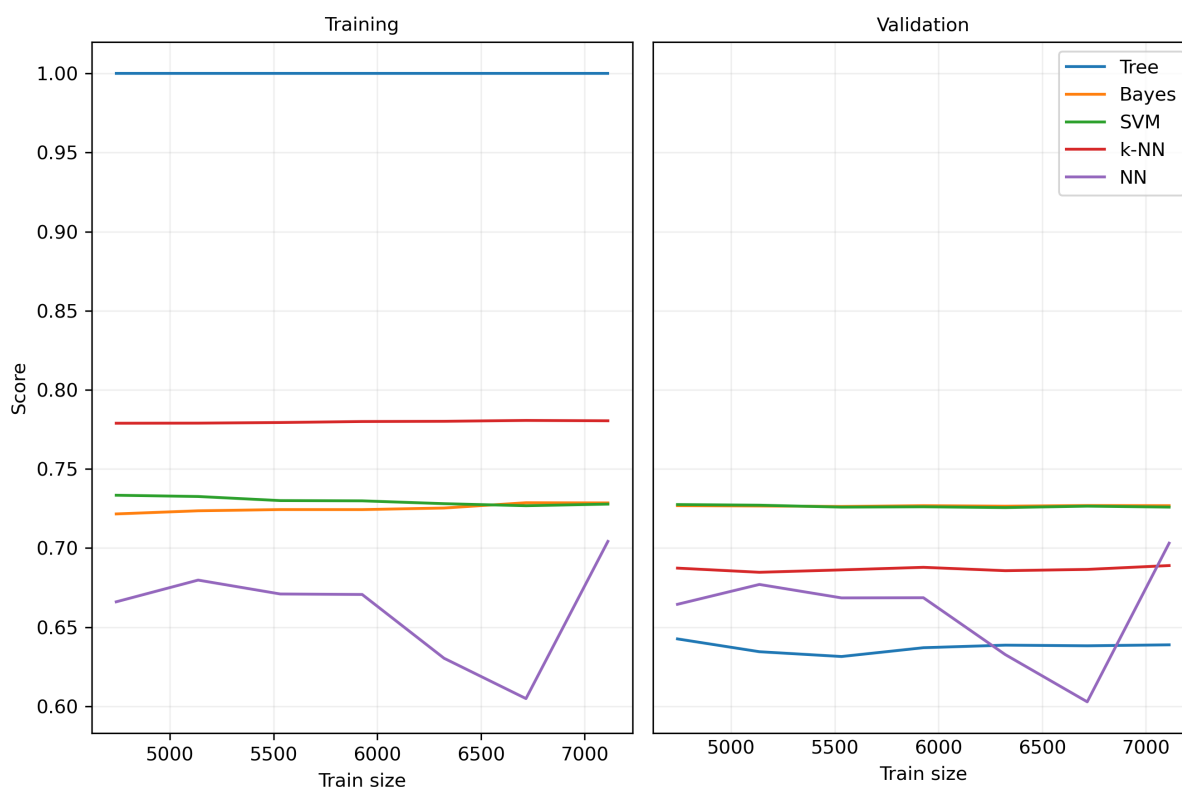 Training
Validation
Score
1.00
0.95
0.90
0.85
0.80
0.75
0.70
0.65
0.60
5000 5500 6000 6500 7000
Train size
5000 5500 6000 6500 7000
Train size
Tree
Bayes
SVM
k-NN
NN